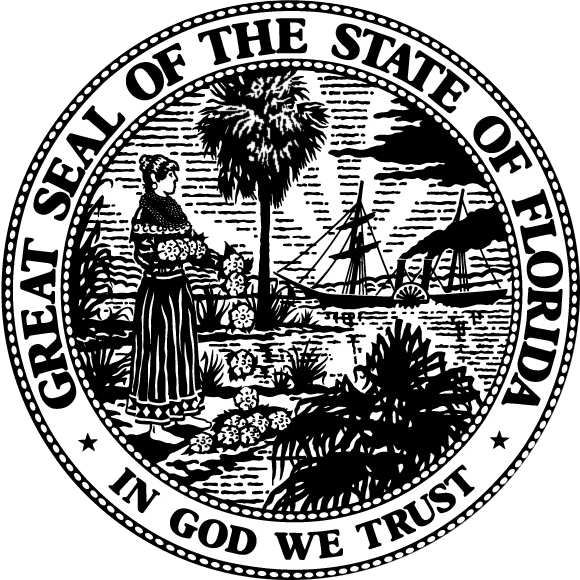 GREAT SEAL OF THE STATE OF FLORIDA
IN GOD WE TRUST